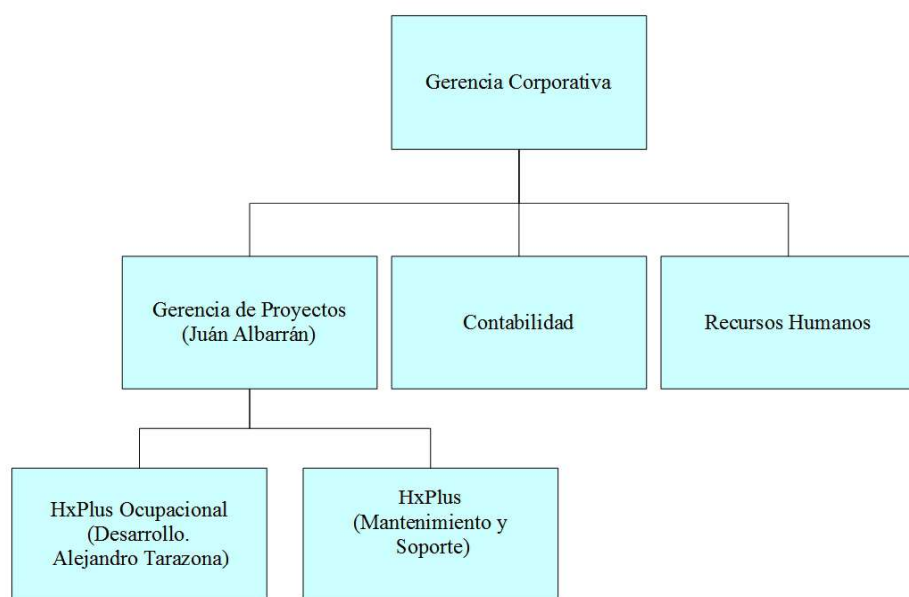 Gerencia Corporativa
Gerencia de Proyectos
(Juán Albarrán)
Contabilidad
Recursos Humanos
HxPlus Ocupacional
(Desarrollo.
Alejandro Tarazona)
HxPlus
(Mantenimiento y
Soporte)